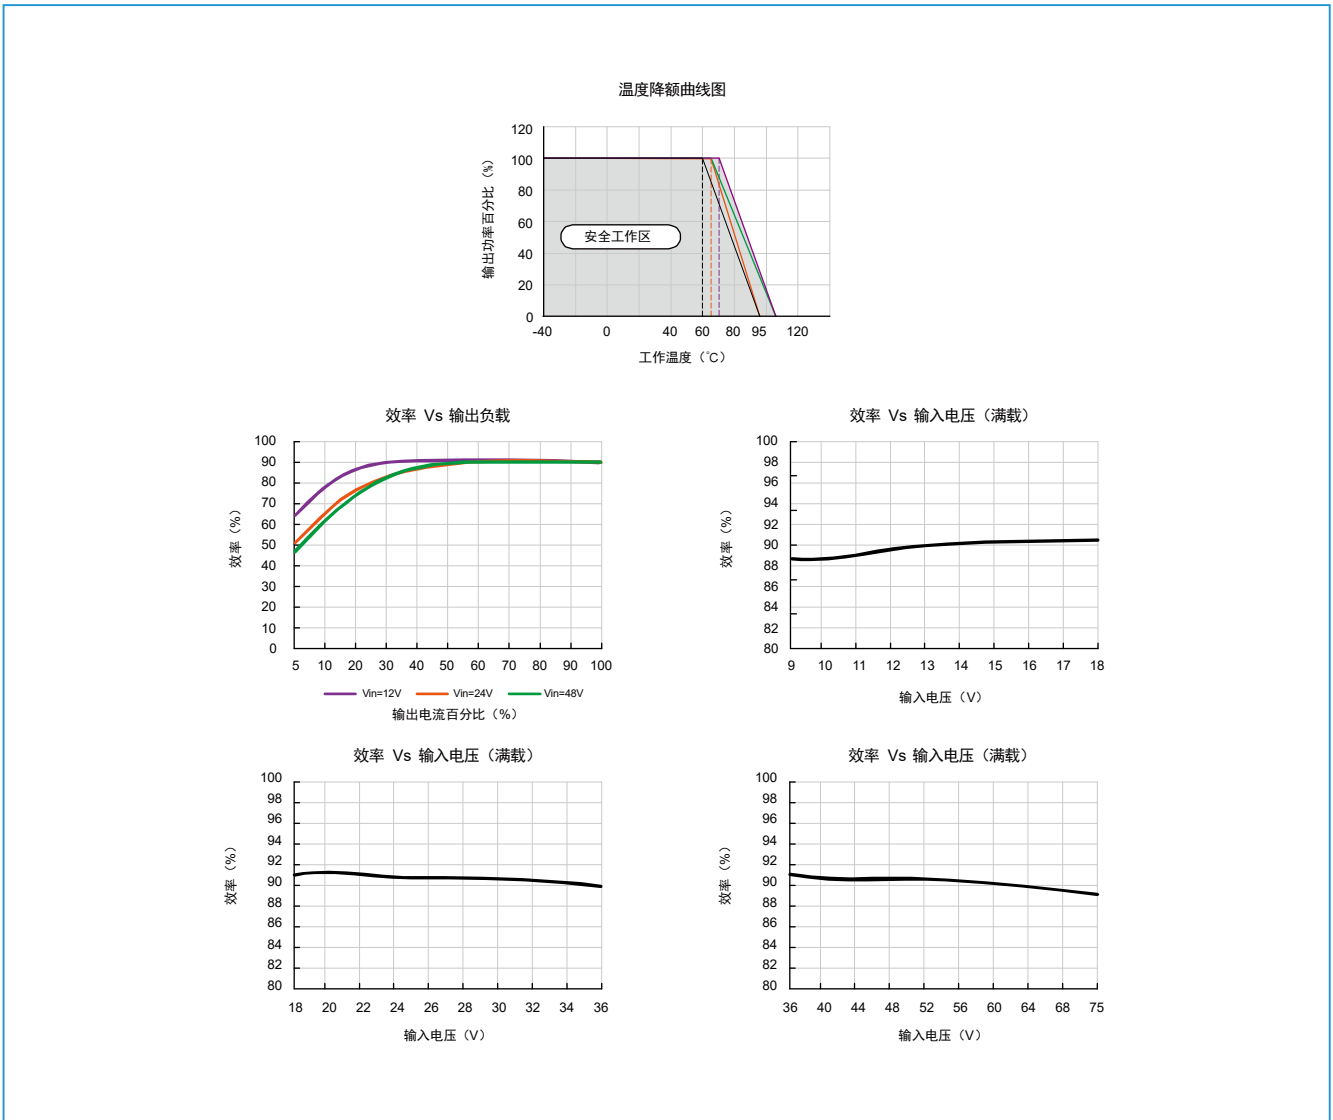 温度降额曲线图
输出功率百分比（%）
120
100
80
60
40
20
0
安全工作区
-40 0 40 60 80 95 120
工作温度（℃）
效率 Vs 输出负载
效率（%）
100
90
80
70
60
50
40
30
20
10
0
5 10 20 30 40 50 60 70 80 90 100
Vin=12V Vin=24V Vin=48V
输出电流百分比（%）
效率 Vs 输入电压（满载）
效率（%）
100
98
96
94
92
90
88
86
84
82
80
9 10 11 12 13 14 15 16 17 18
输入电压（V）
效率 Vs 输入电压（满载）
效率（%）
100
98
96
94
92
90
88
86
84
82
80
18 20 22 24 26 28 30 32 34 36
输入电压（V）
效率 Vs 输入电压（满载）
效率（%）
100
98
96
94
92
90
88
86
84
82
80
36 40 44 48 52 56 60 64 68 75
输入电压（V）